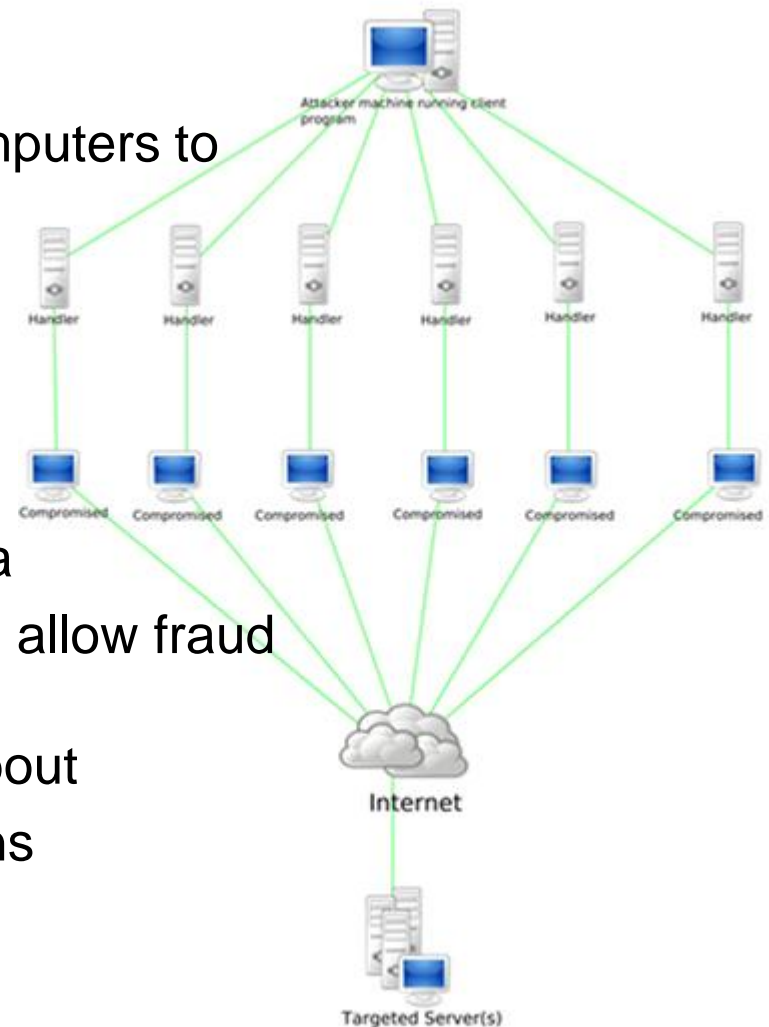 Attacker machine running client
program
mputers to
Handler Handler Handler Handler Handler Handler
Compromised Compromised Compromised Compromised Compromised Compromised
a
allow fraud
out
ns
Internet
Targeted Server(s)